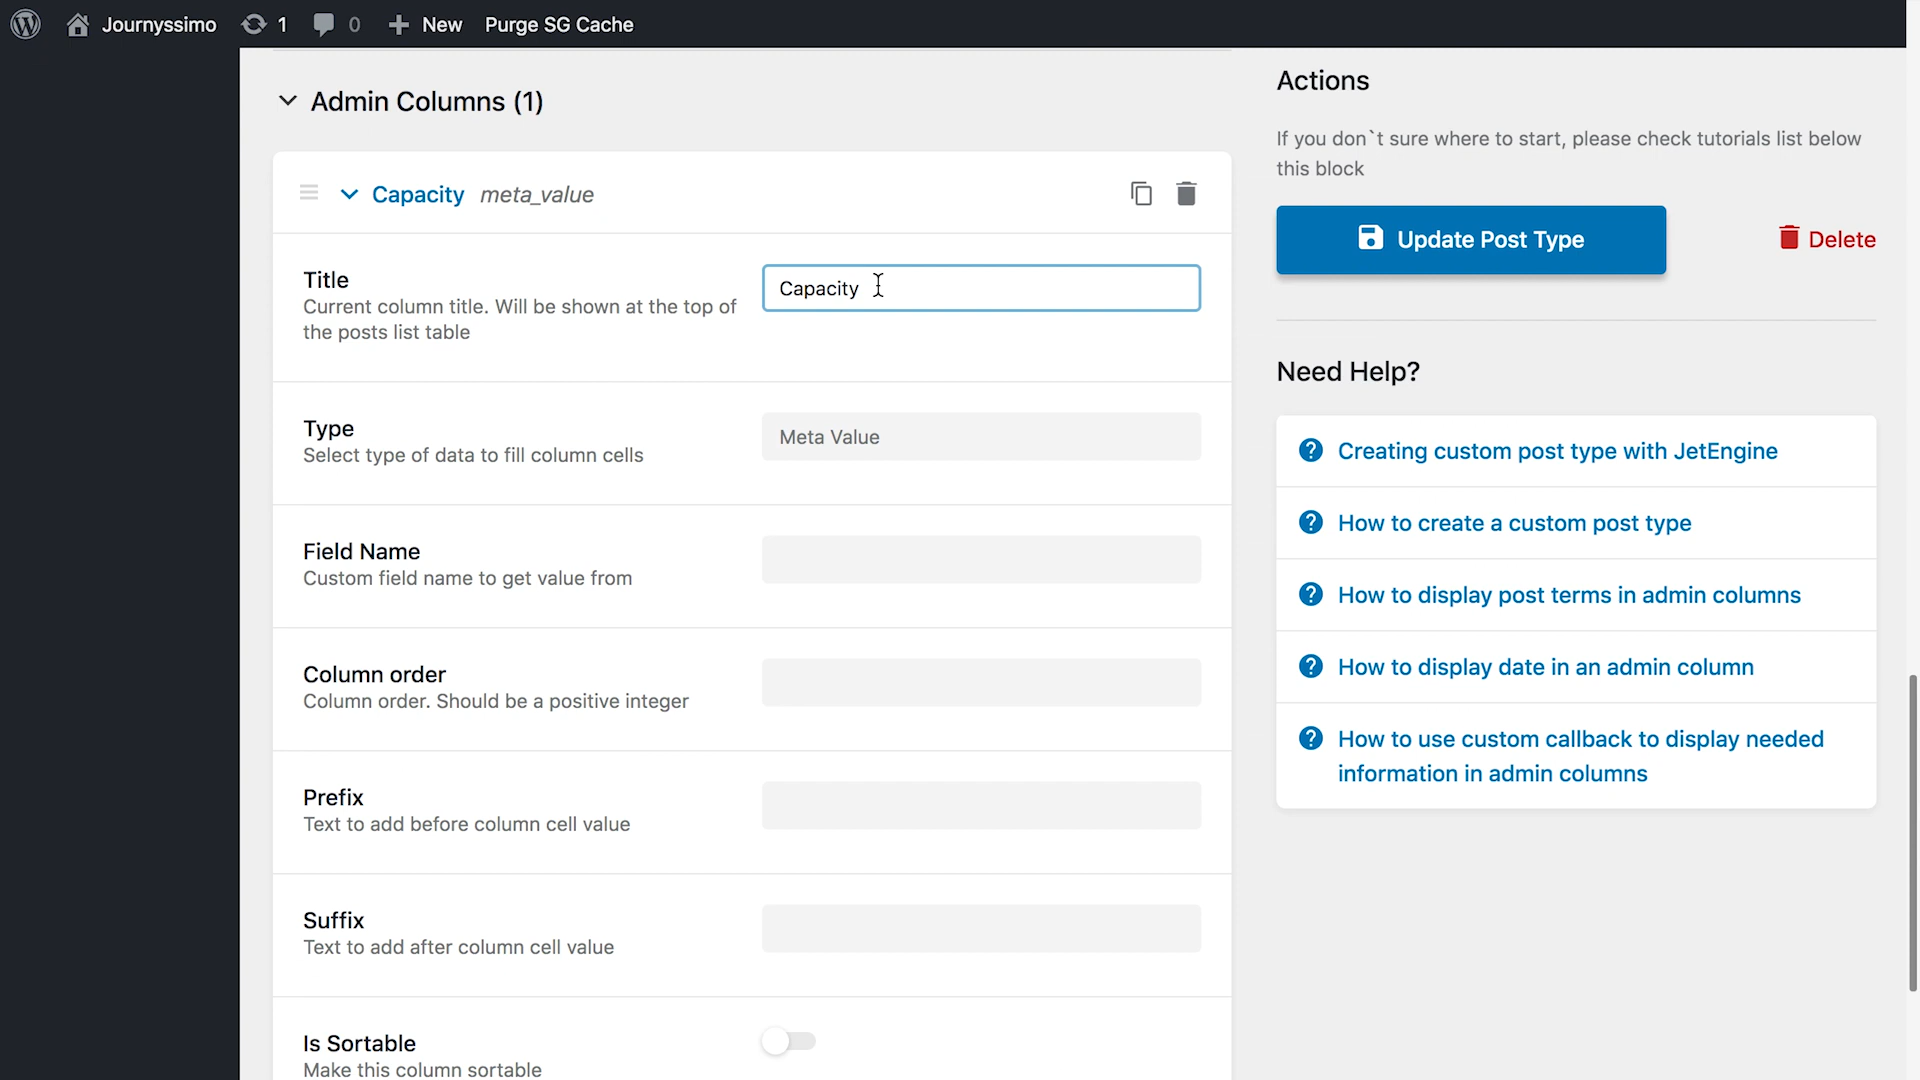 Journyssimo 1 0 New Purge SG Cache
Admin Columns (1)
Capacity meta_value
Title
Current column title. Will be shown at the top of
the posts list table
Capacity
Type
Select type of data to fill column cells
Meta Value
Field Name
Custom field name to get value from
Column order
Column order. Should be a positive integer
Prefix
Text to add before column cell value
Suffix
Text to add after column cell value
Is Sortable
Make this column sortable
Actions
If you don`t sure where to start, please check tutorials list below
this block
Update Post Type
Delete
Need Help?
Creating custom post type with JetEngine
How to create a custom post type
How to display post terms in admin columns
How to display date in an admin column
How to use custom callback to display needed
information in admin columns